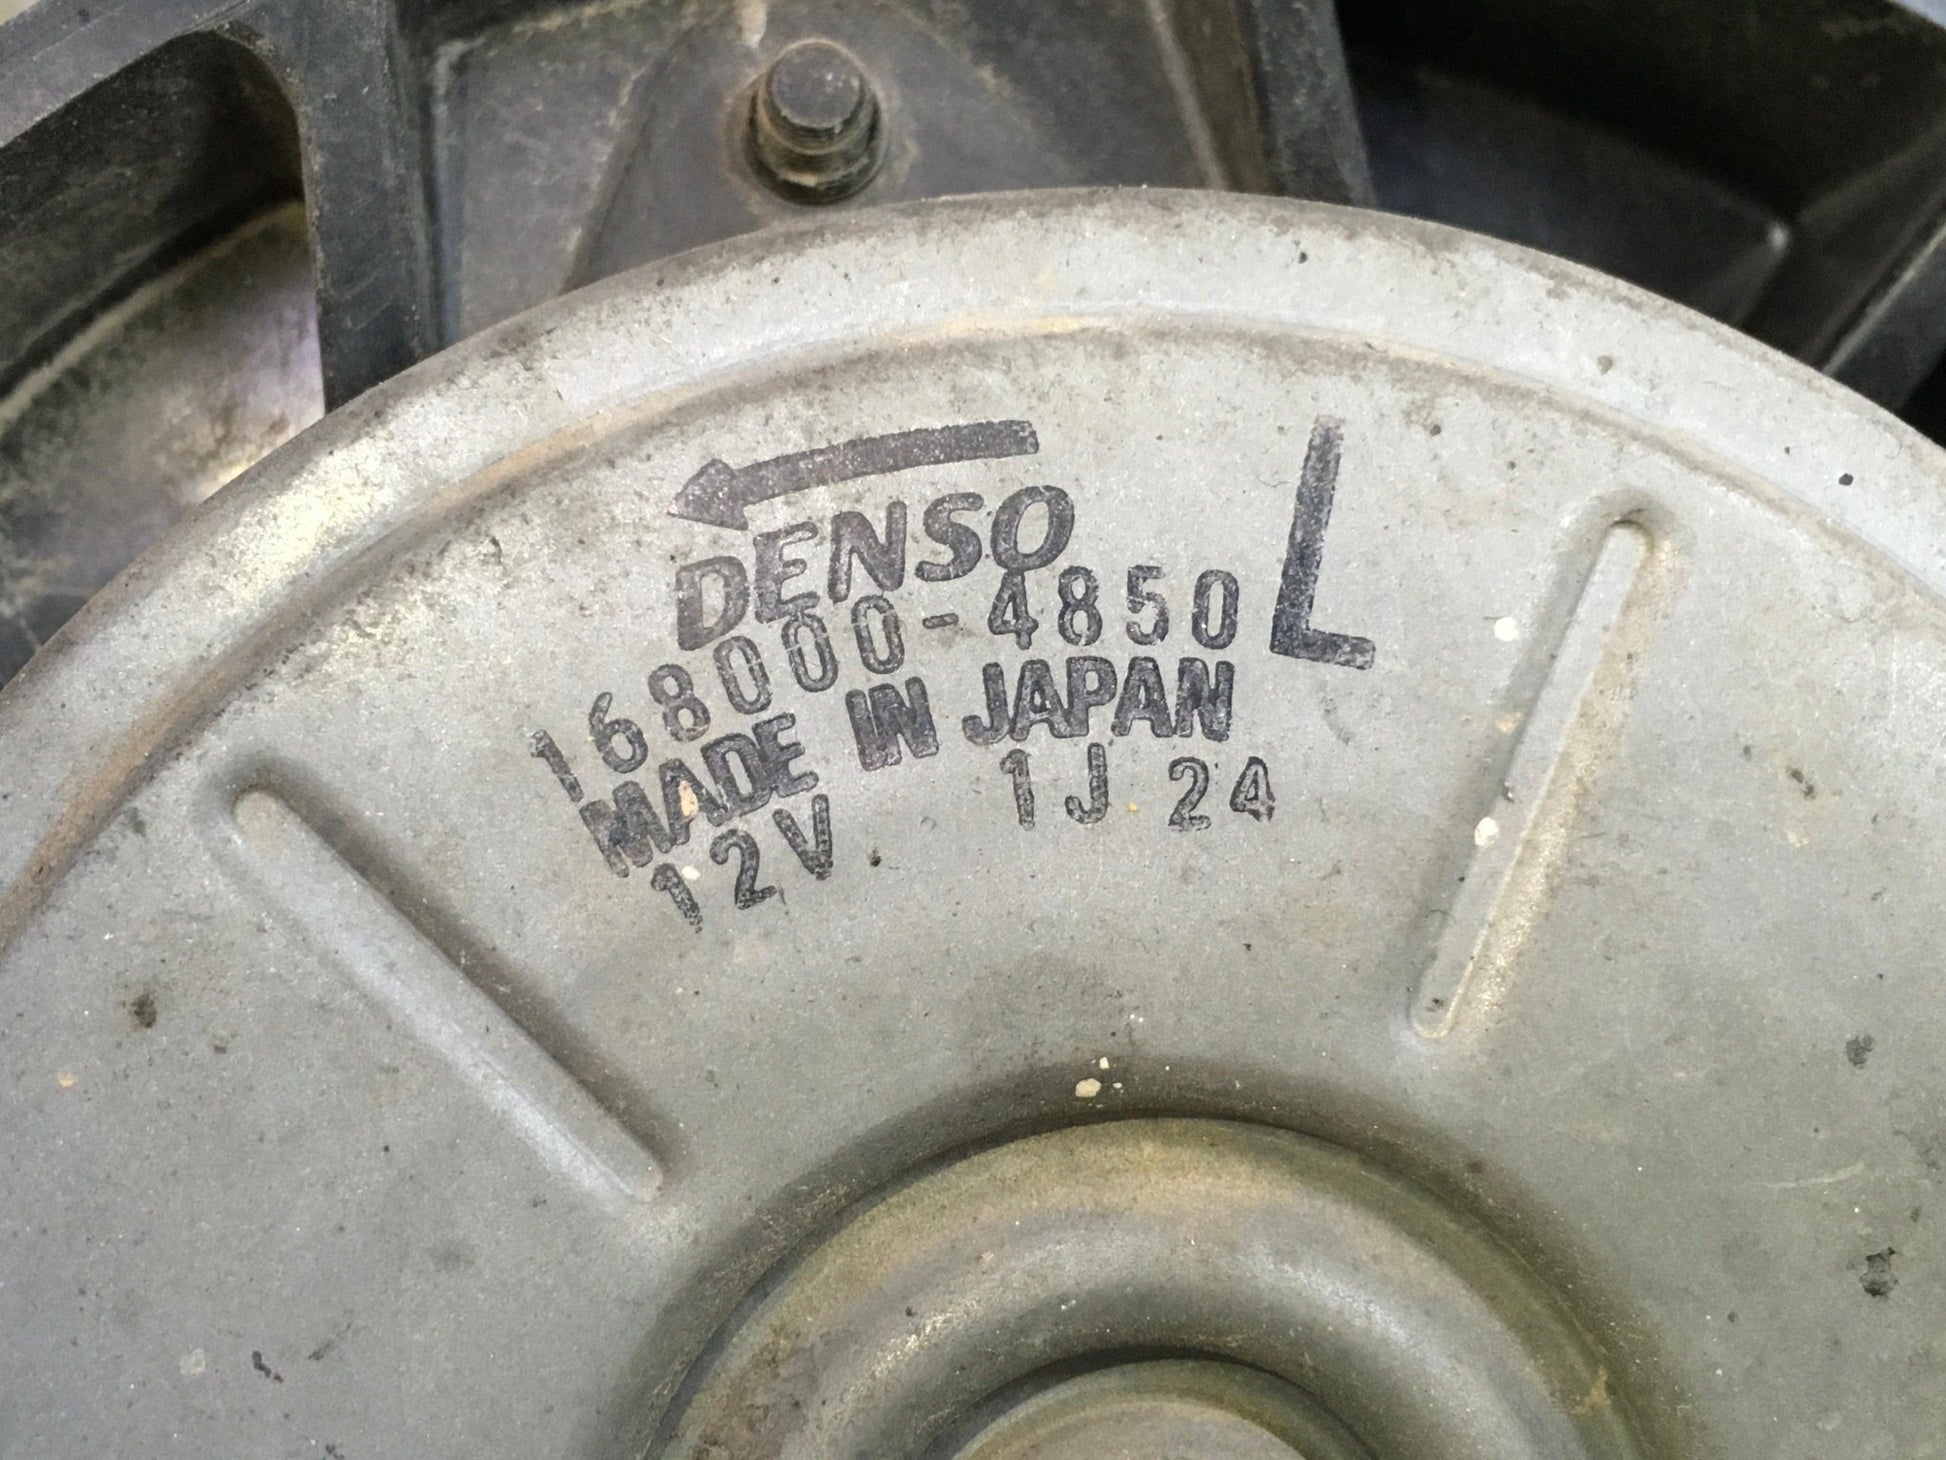 DENSO
L
168000-4850
MADE IN JAPAN
12V 1J 24